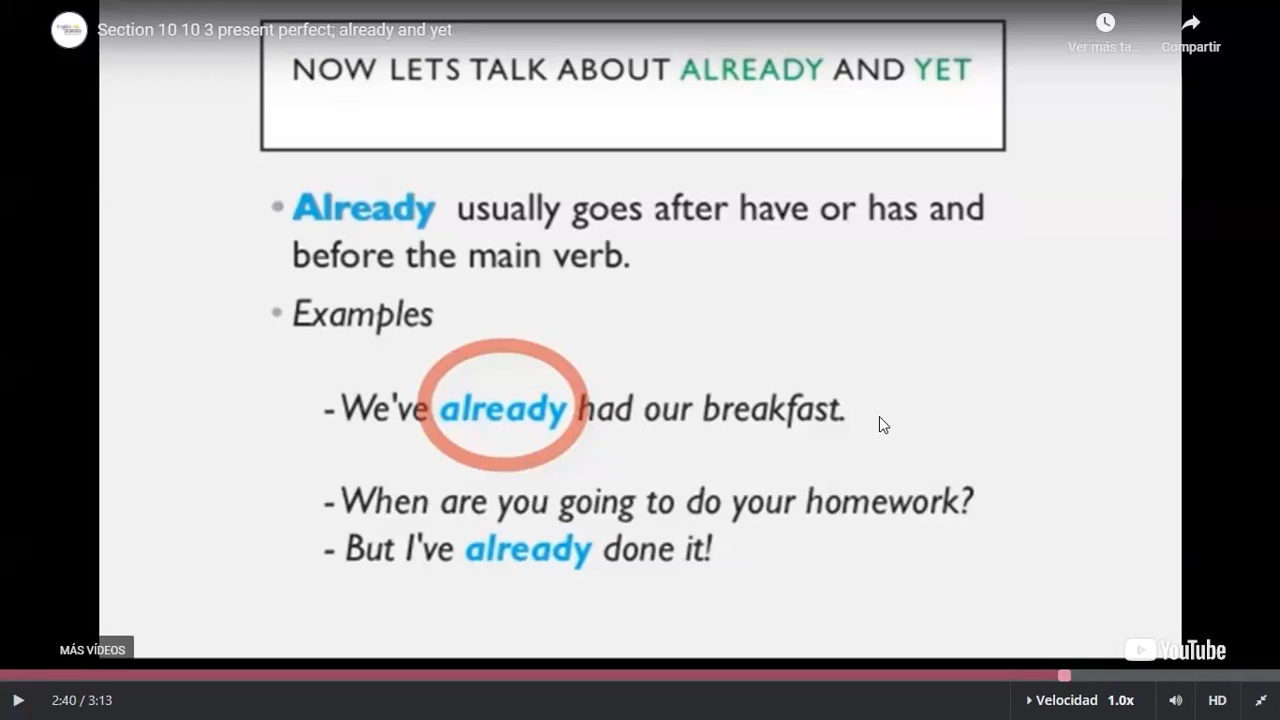 Section 10 10 3 present perfect; already and yet
Ver más ta...
Compartir
NOW LETS TALK ABOUT ALREADY AND YET
Already usually goes after have or has and
before the main verb.
Examples
- We've already had our breakfast.
- When are you going to do your homework?
- But I've already done it!
MÁS VÍDEOS
YouTube
2:40 / 3:13
Velocidad 1.0x
HD